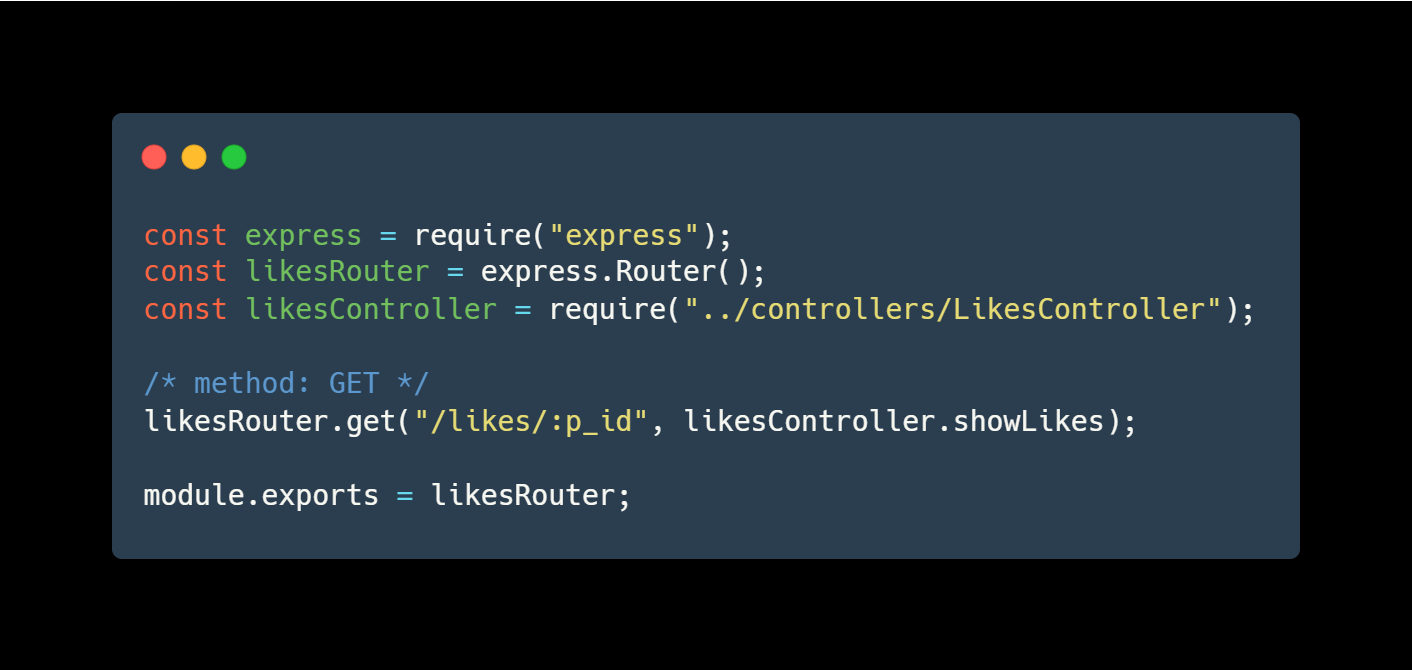 const express = require("express");
const likesRouter = express.Router();
const likesController = require("../controllers/LikesController");
/* method: GET */
likesRouter.get("/likes/:p_id", likesController.showLikes);
module.exports = likesRouter;